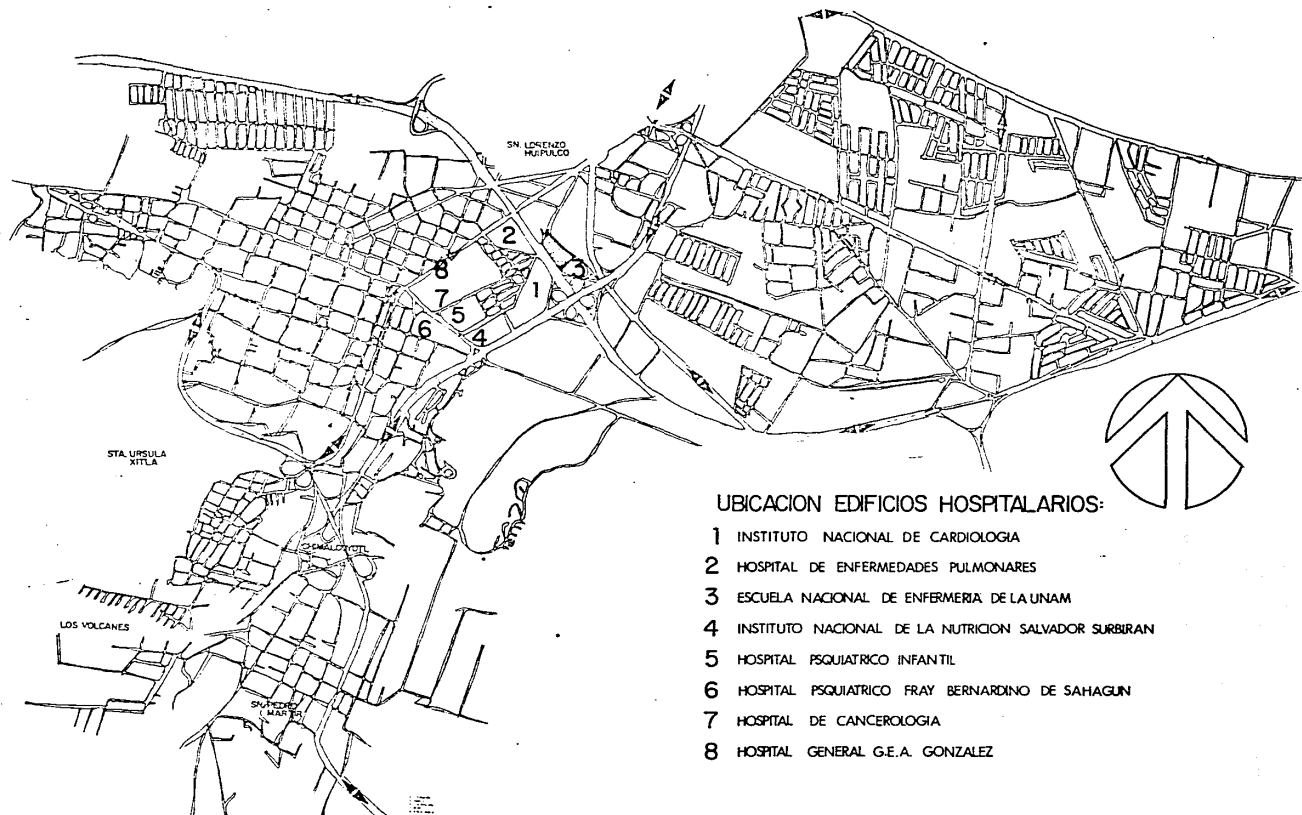 SN. LORENZO
HUIPULCO
2
8
3
7
1
5
6
4
STA. URSULA
XITLA
LOS VOLCANES
SN. PEDRO
MARTIR
UBICACION EDIFICIOS HOSPITALARIOS:
1 INSTITUTO NACIONAL DE CARDIOLOGIA
2 HOSPITAL DE ENFERMEDADES PULMONARES
3 ESCUELA NACIONAL DE ENFERMERIA DE LA UNAM
4 INSTITUTO NACIONAL DE LA NUTRICION SALVADOR SURBIRAN
5 HOSPITAL PSQUIATRICO INFANTIL
6 HOSPITAL PSQUIATRICO FRAY BERNARDINO DE SAHAGUN
7 HOSPITAL DE CANCEROLOGIA
8 HOSPITAL GENERAL G.E.A. GONZALEZ